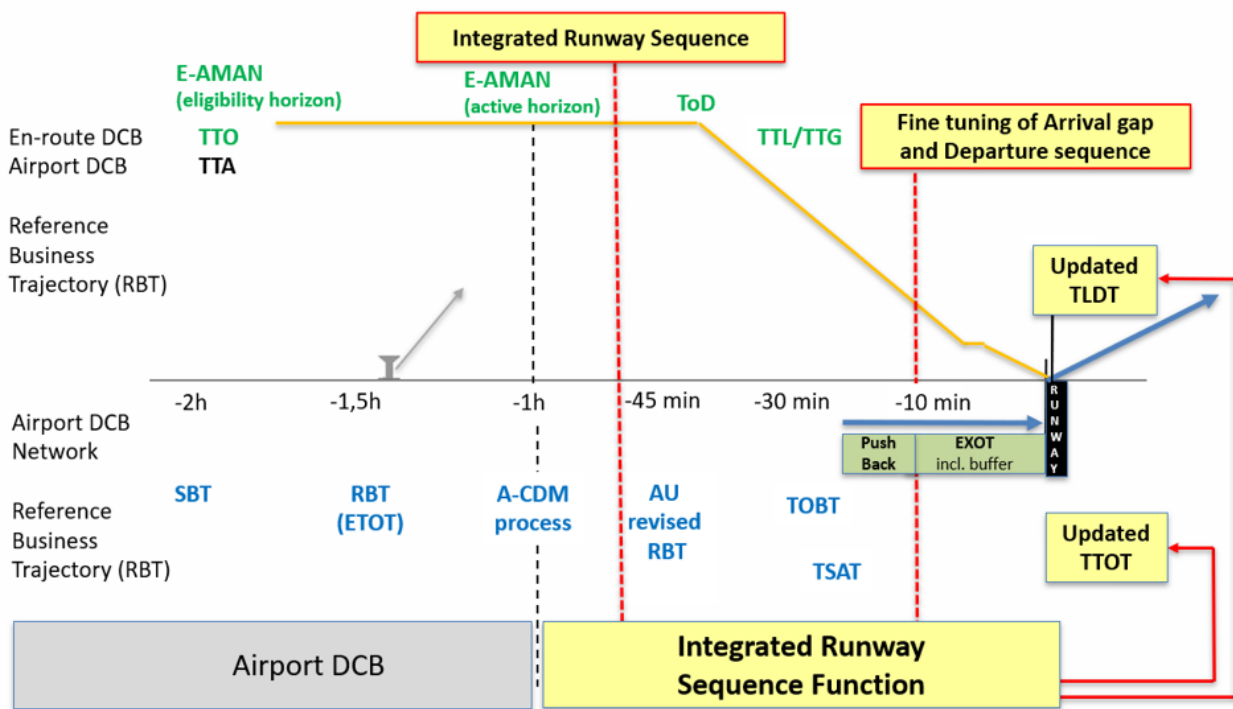 Integrated Runway Sequence
E-AMAN
(eligibility horizon)
E-AMAN
(active horizon)
ToD
En-route DCB
TTO
TTL/TTG
Airport DCB
TTA
Fine tuning of Arrival gap
and Departure sequence
Reference
Business
Trajectory (RBT)
Updated
TLDT
-2h
-1,5h
-1h
-45 min
-30 min
-10 min
RUNWAY
Airport DCB
Network
Push
Back
EXOT
incl. buffer
SBT
RBT
(ETOT)
A-CDM
process
AU
revised
RBT
TOBT
TSAT
Reference
Business
Trajectory (RBT)
Updated
TTOT
Airport DCB
Integrated Runway
Sequence Function